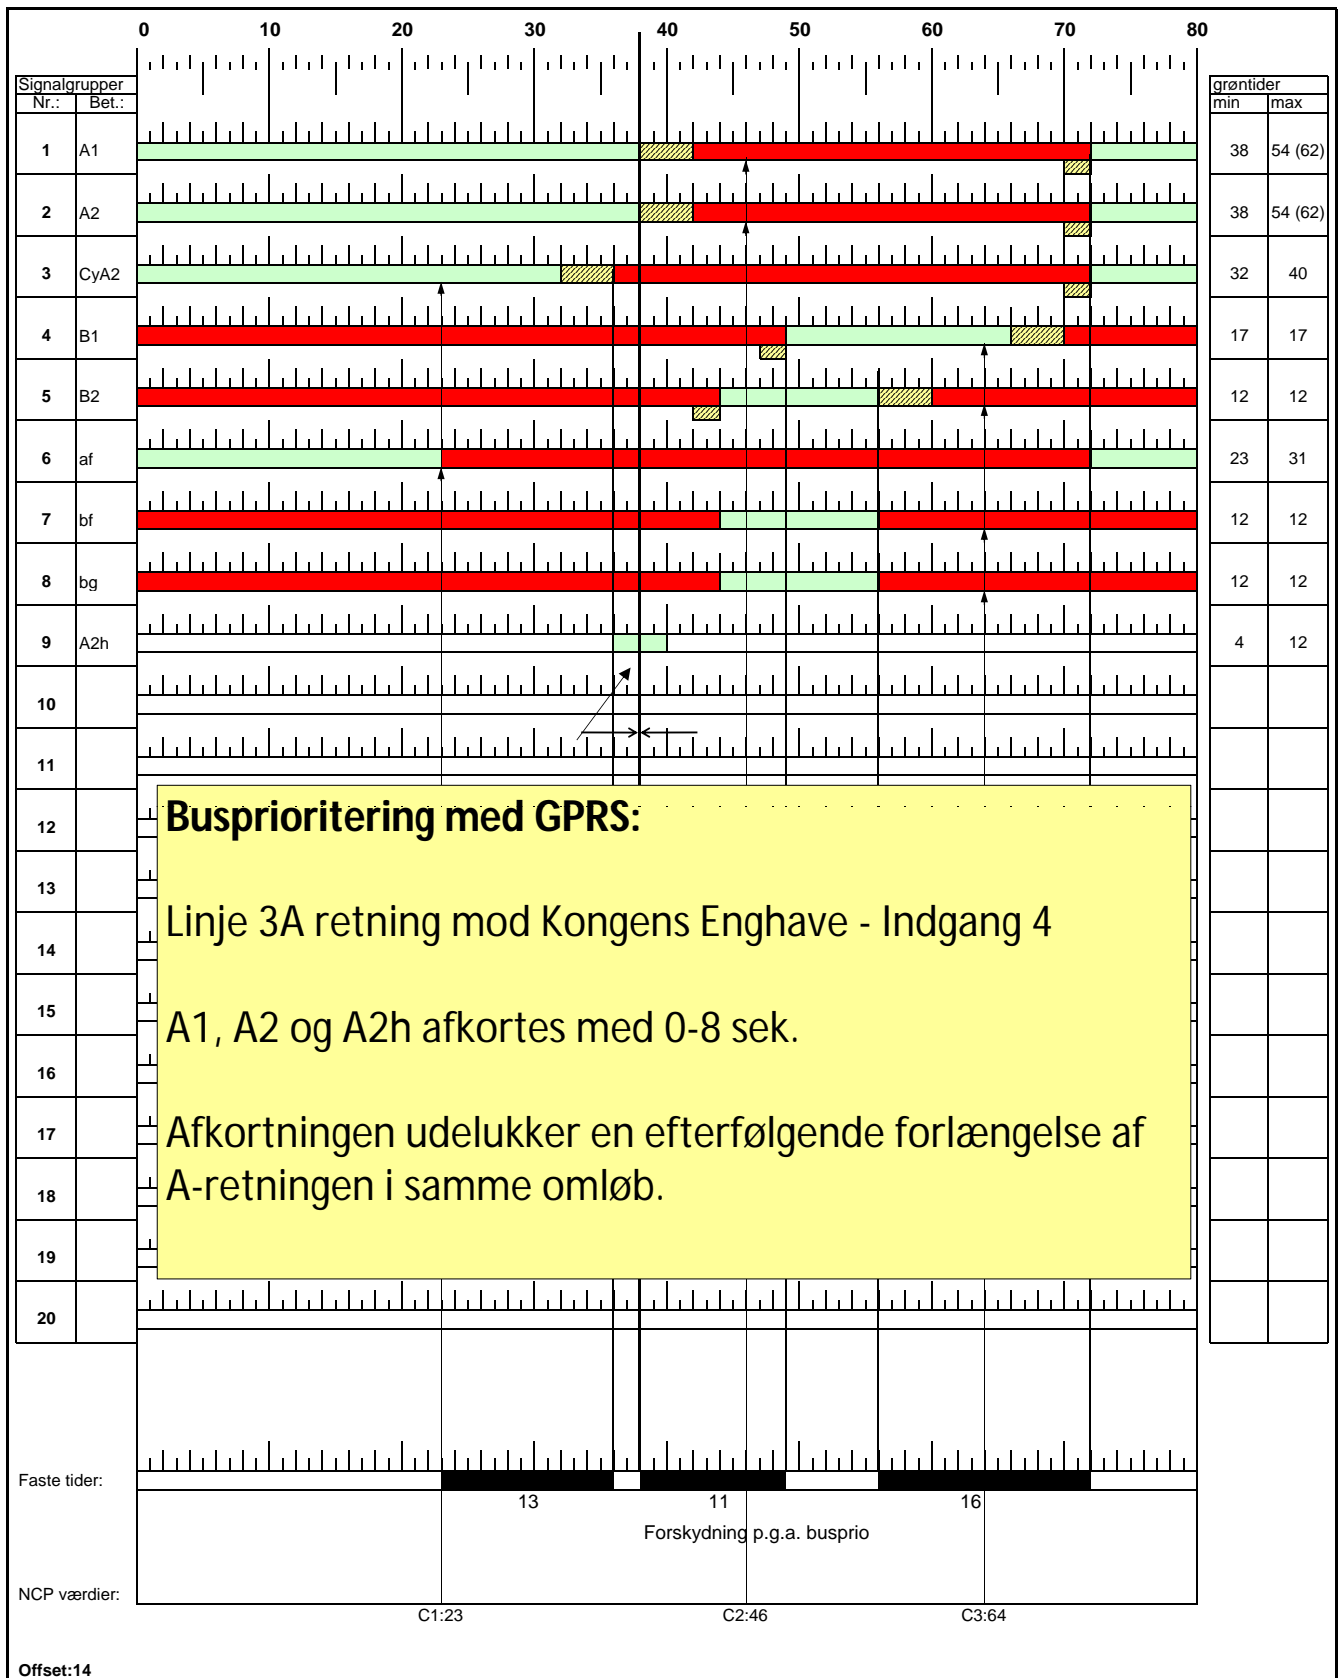 0 10 20 30 40 50 60 70 80
Signalgrupper
Nr.: Bet.:
grøntider
min max
1 A1 38 54 (62)
2 A2 38 54 (62)
3 CyA2 32 40
4 B1 17 17
5 B2 12 12
6 af 23 31
7 bf 12 12
8 bg 12 12
9 A2h 4 12
10
11
12
13
14
15
16
17
18
19
20
Busprioritering med GPRS:
Linje 3A retning mod Kongens Enghave - Indgang 4
A1, A2 og A2h afkortes med 0-8 sek.
Afkortningen udelukker en efterfølgende forlængelse af
A-retningen i samme omløb.
Faste tider:
13 11 16
Forskydning p.g.a. busprio
NCP værdier:
C1:23 C2:46 C3:64
Offset:14